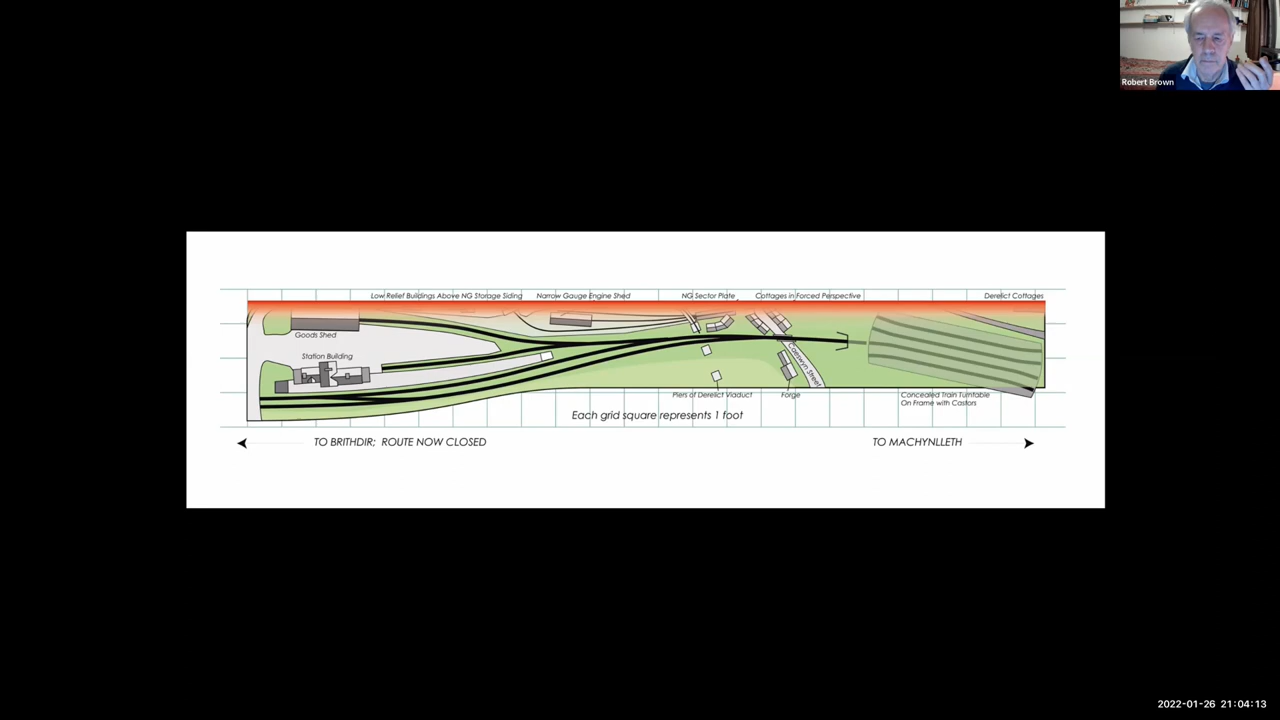 Robert Brown
Low Relief Buildings Above NG Storage Siding
Narrow Gauge Engine Shed
NG Sector Plate
Cottages in Forced Perspective
Derelict Cottages
Goods Shed
Station Building
Piers of Derelict Viaduct
Forge
Concealed Train Turntable
On Frame with Castors
Each grid square represents 1 foot
TO BRITHDIR; ROUTE NOW CLOSED
TO MACHYNLLETH
2022-01-26 21:04:13